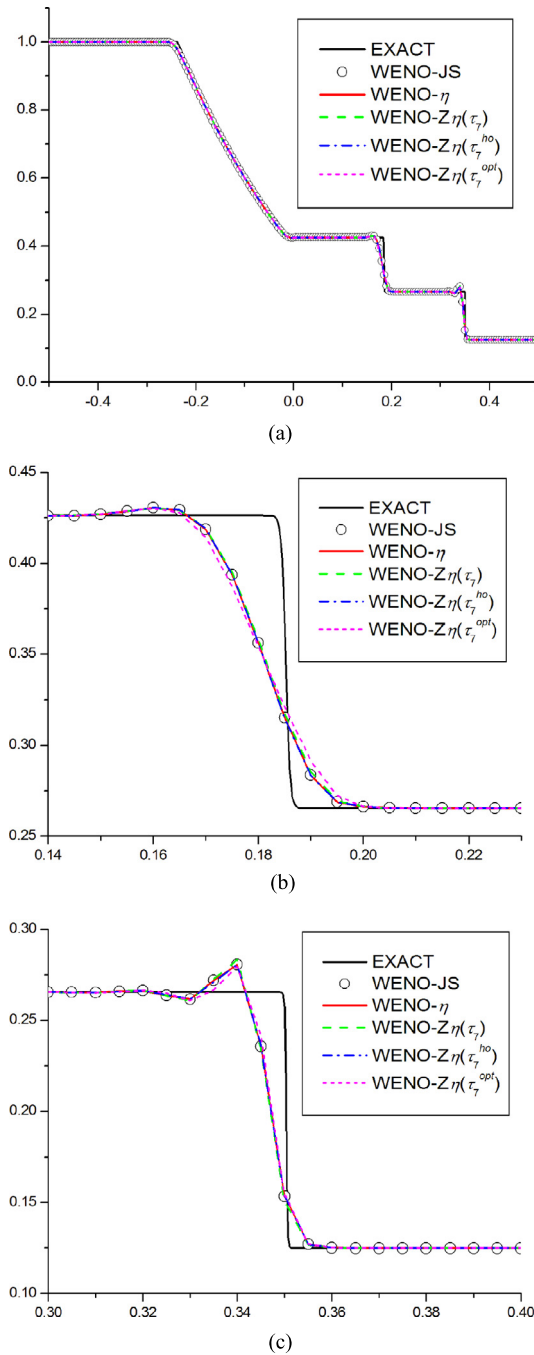 1.0
0.8
0.6
0.4
0.2
0.0
-0.4 -0.2 0.0 0.2 0.4
EXACT
WENO-JS
WENO-η
WENO-Zη(τ₇)
WENO-Zη(τ₇ʰᵒ)
WENO-Zη(τ₇ᵒᵖᵗ)
(a)
0.45
0.40
0.35
0.30
0.25
0.14 0.16 0.18 0.20 0.22
EXACT
WENO-JS
WENO-η
WENO-Zη(τ₇)
WENO-Zη(τ₇ʰᵒ)
WENO-Zη(τ₇ᵒᵖᵗ)
(b)
0.30
0.25
0.20
0.15
0.10
0.30 0.32 0.34 0.36 0.38 0.40
EXACT
WENO-JS
WENO-η
WENO-Zη(τ₇)
WENO-Zη(τ₇ʰᵒ)
WENO-Zη(τ₇ᵒᵖᵗ)
(c)